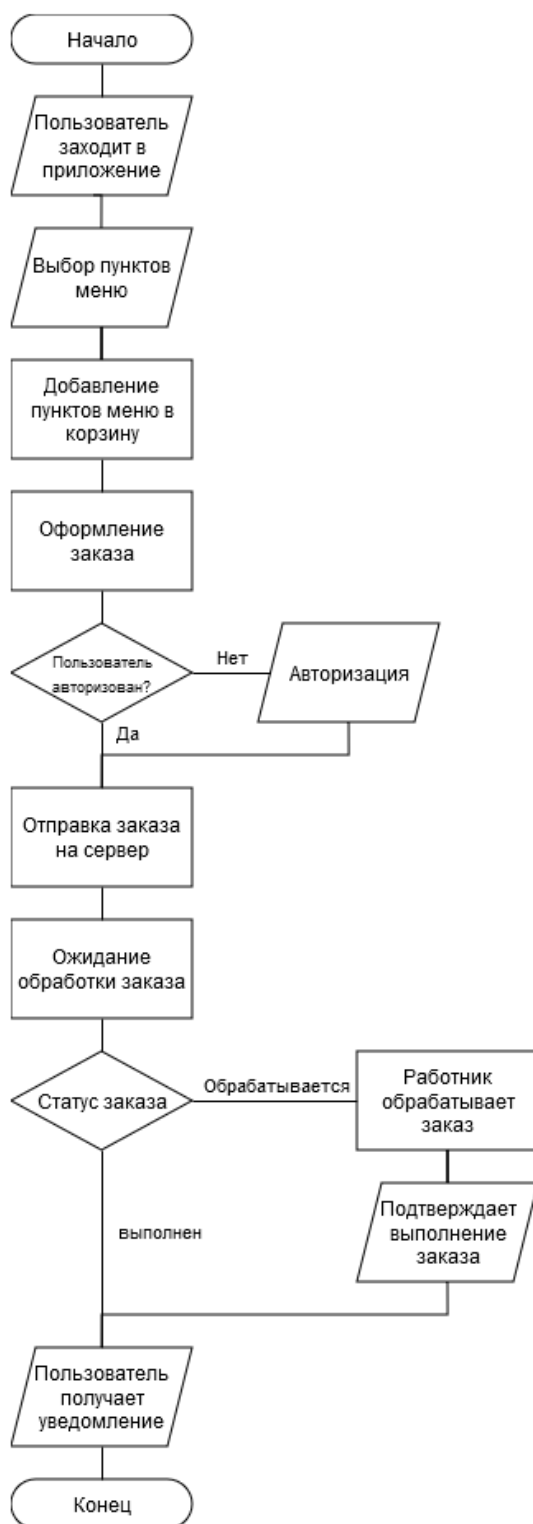 Начало
Пользователь
заходит в
приложение
Выбор пунктов
меню
Добавление
пунктов меню в
корзину
Оформление
заказа
Пользователь
авторизован?
Нет
Авторизация
Да
Отправка заказа
на сервер
Ожидание
обработки заказа
Статус заказа
Обрабатывается
Работник
обрабатывает
заказ
Подтверждает
выполнение
заказа
выполнен
Пользователь
получает
уведомление
Конец